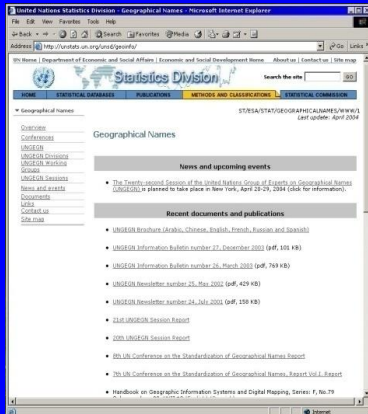 United Nations Statistics Division - Geographical Names - Microsoft Internet Explorer
File Edit View Favorites Tools Help
Back Search Favorites Media
Address http://unstats.un.org/unsd/geoinfo/ Go Links
UN Home | Department of Economic and Social Affairs | Economic and Social Development Home About us | Contact us | Site map
Statistics Division Search the site GO
HOME STATISTICAL DATABASES PUBLICATIONS METHODS AND CLASSIFICATIONS STATISTICAL COMMISSION
Geographical Names ST/ESA/STAT/GEOGRAPHICALNAMES/WWW/1
Last update: April 2004
Overview
Conferences
UNGEGN
UNGEGN Divisions
UNGEGN Working Groups
UNGEGN Sessions
News and events
Documents
Links
Contact us
Site map
Geographical Names
News and upcoming events
The Twenty-second Session of the United Nations Group of Experts on Geographical Names
(UNGEGN) is planned to take place in New York, April 20-29, 2004 (click for information).
Recent documents and publications
UNGEGN Brochure (Arabic, Chinese, English, French, Russian and Spanish)
UNGEGN Information Bulletin number 27, December 2003 (pdf, 101 KB)
UNGEGN Information Bulletin number 26, March 2003 (pdf, 769 KB)
UNGEGN Newsletter number 25, May 2002 (pdf, 429 KB)
UNGEGN Newsletter number 24, July 2001 (pdf, 150 KB)
21st UNGEGN Session Report
20th UNGEGN Session Report
8th UN Conference on the Standardization of Geographical Names Report
7th UN Conference on the Standardization of Geographical Names, Report Vol.I. Report
Handbook on Geographic Information Systems and Digital Mapping, Series: F, No.79
Internet